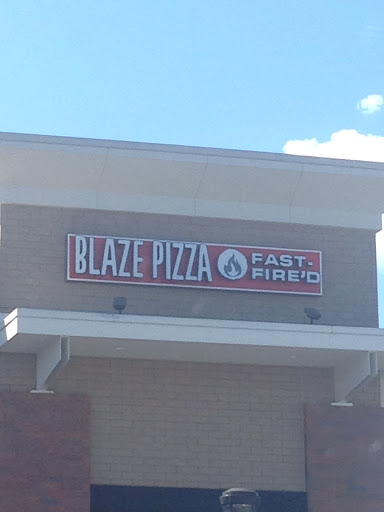 BLAZE PIZZA
FAST-
FIRE'D